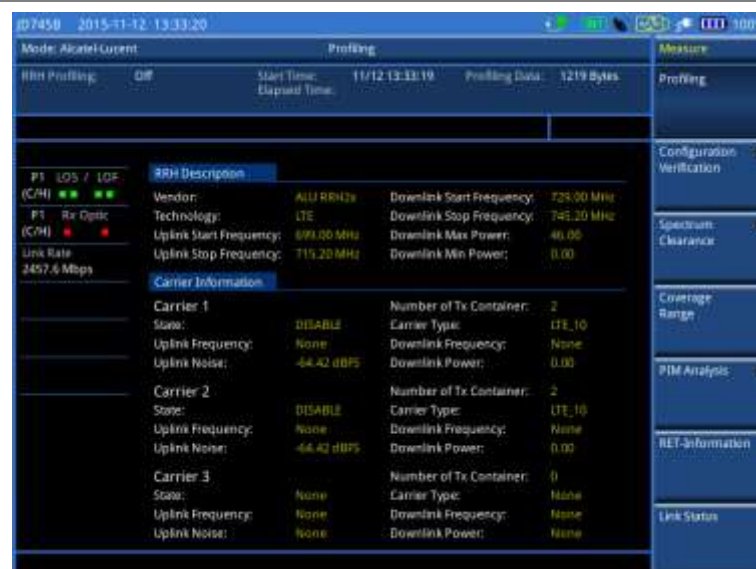 JD745B 2015-11-12 13:33:20 INT 100
Mode: Alcatel-Lucent Profiling Measure
RRH Profiling: Off Start Time: 11/12 13:33:19 Profiling Data: 1219 Bytes
Elapsed Time:
Profiling
Configuration
Verification
Spectrum
Clearance
Coverage
Range
PIM Analysis
RET-Information
Link Status
P1 LOS / LOF
(C/H)
P1 Rx Optic
(C/H)
Link Rate
2457.6 Mbps
RRH Description
Vendor: ALU RRH2x Downlink Start Frequency: 729.00 MHz
Technology: LTE Downlink Stop Frequency: 745.20 MHz
Uplink Start Frequency: 699.00 MHz Downlink Max Power: 46.00
Uplink Stop Frequency: 715.20 MHz Downlink Min Power: 0.00
Carrier Information
Carrier 1 Number of Tx Container: 2
State: DISABLE Carrier Type: LTE_10
Uplink Frequency: None Downlink Frequency: None
Uplink Noise: -64.42 dBFS Downlink Power: 0.00
Carrier 2 Number of Tx Container: 2
State: DISABLE Carrier Type: LTE_10
Uplink Frequency: None Downlink Frequency: None
Uplink Noise: -64.42 dBFS Downlink Power: 0.00
Carrier 3 Number of Tx Container: 0
State: None Carrier Type: None
Uplink Frequency: None Downlink Frequency: None
Uplink Noise: None Downlink Power: None